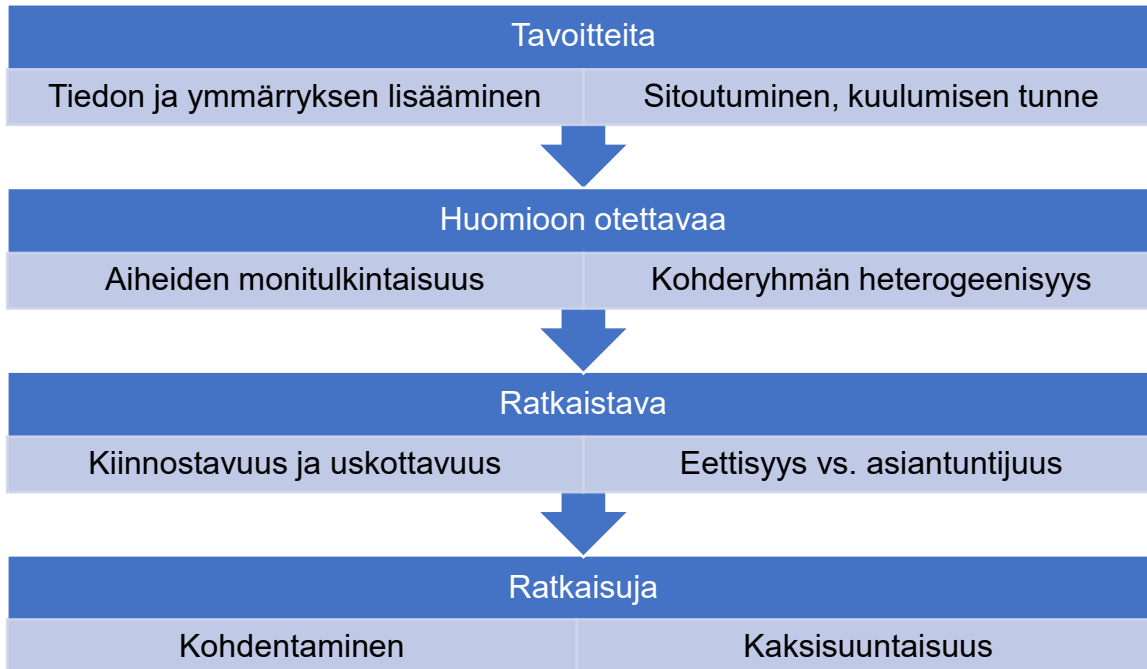 Tavoitteita
Tiedon ja ymmärryksen lisääminen
Sitoutuminen, kuulumisen tunne
Huomioon otettavaa
Aiheiden monitulkintaisuus
Kohderyhmän heterogeenisyys
Ratkaistava
Kiinnostavuus ja uskottavuus
Eettisyys vs. asiantuntijuus
Ratkaisuja
Kohdentaminen
Kaksisuuntaisuus